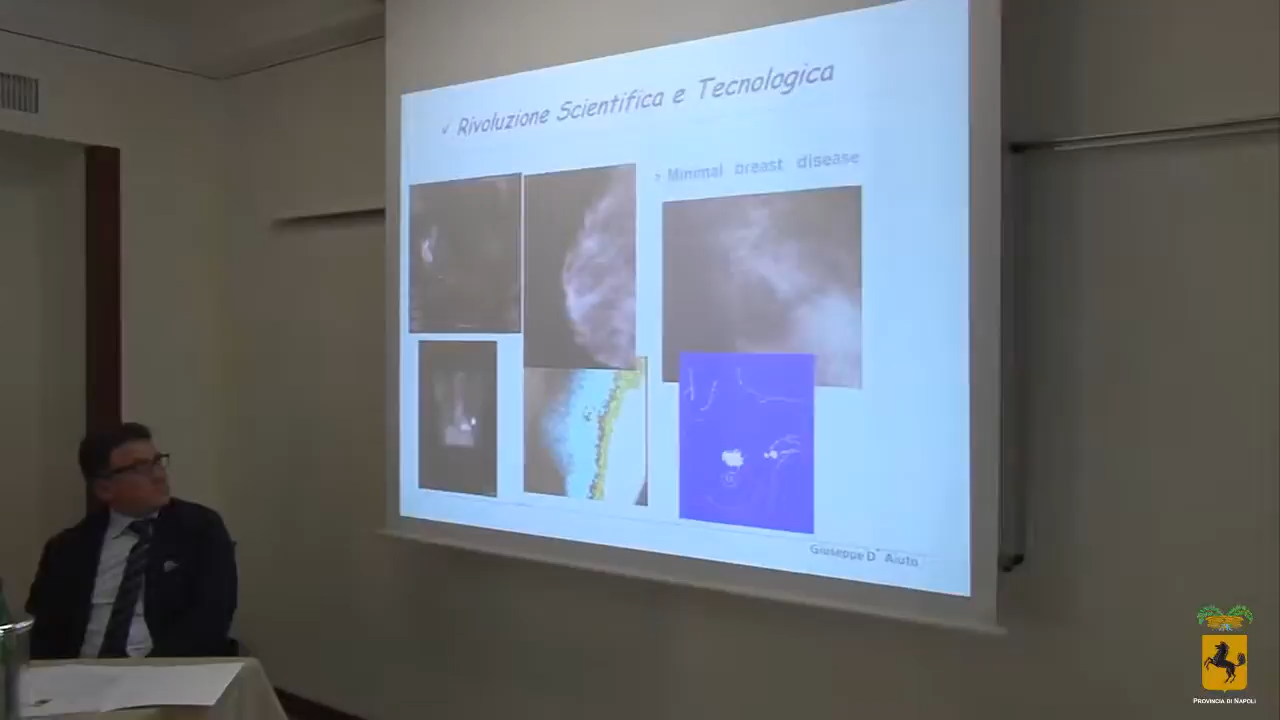 ✓ Rivoluzione Scientifica e Tecnologica
» Minimal breast disease
Giuseppe D' Aiuto
PROVINCIA DI NAPOLI